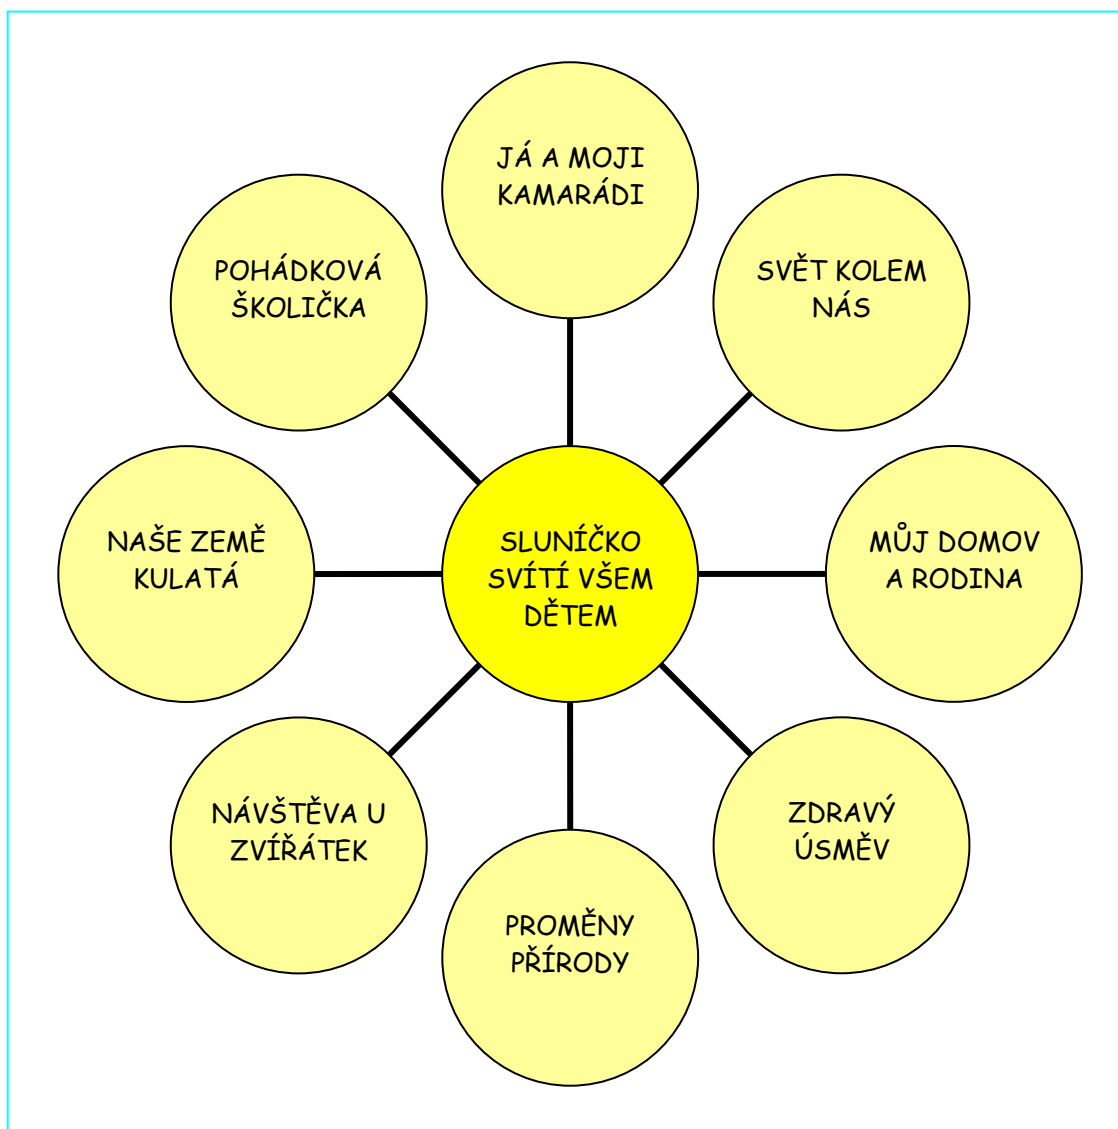 JÁ A MOJI
KAMARÁDI
SVĚT KOLEM
NÁS
MŮJ DOMOV
A RODINA
ZDRAVÝ
ÚSMĚV
PROMĚNY
PŘÍRODY
NÁVŠTĚVA U
ZVÍŘÁTEK
NAŠE ZEMĚ
KULATÁ
POHÁDKOVÁ
ŠKOLIČKA
SLUNÍČKO
SVÍTÍ VŠEM
DĚTEM